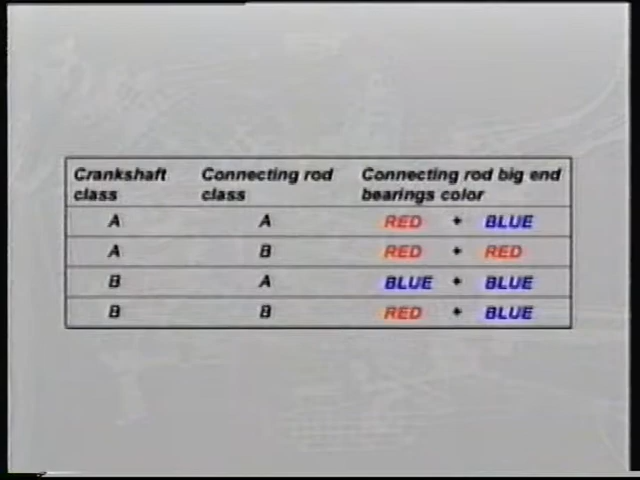 Crankshaft class Connecting rod class Connecting rod big end bearings color
A A RED + BLUE
A B RED + RED
B A BLUE + BLUE
B B RED + BLUE